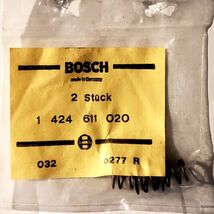 BOSCH
made in Germany
2 Stück
1 424 611 020
032 0277 R